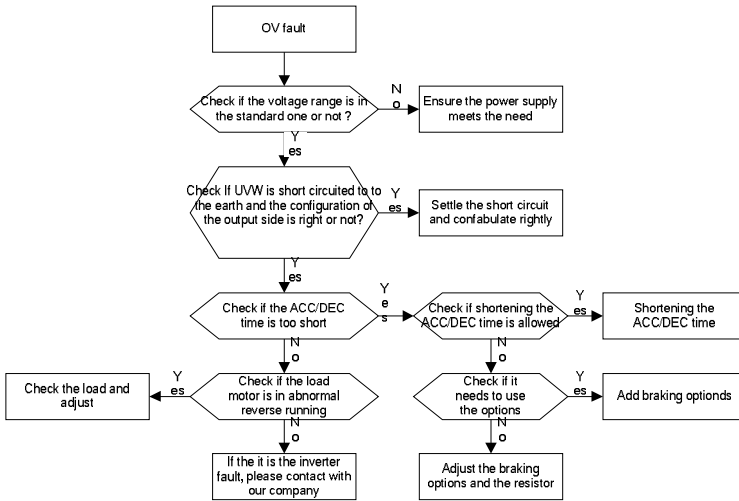 OV fault
Check if the voltage range is in
the standard one or not ?
N
o
Ensure the power supply
meets the need
Y
es
Check If UVW is short circuited to to
the earth and the configuration of
the output side is right or not?
Y
es
Settle the short circuit
and confabulate rightly
Y
es
Check if the ACC/DEC
time is too short
Y
e
s
Check if shortening the
ACC/DEC time is allowed
Y
es
Shortening the
ACC/DEC time
N
o
N
o
Check the load and
adjust
Y
es
Check if the load
motor is in abnormal
reverse running
Check if it
needs to use
the options
Y
es
Add braking optionds
N
o
N
o
If the it is the inverter
fault, please contact with
our company
Adjust the braking
options and the resistor